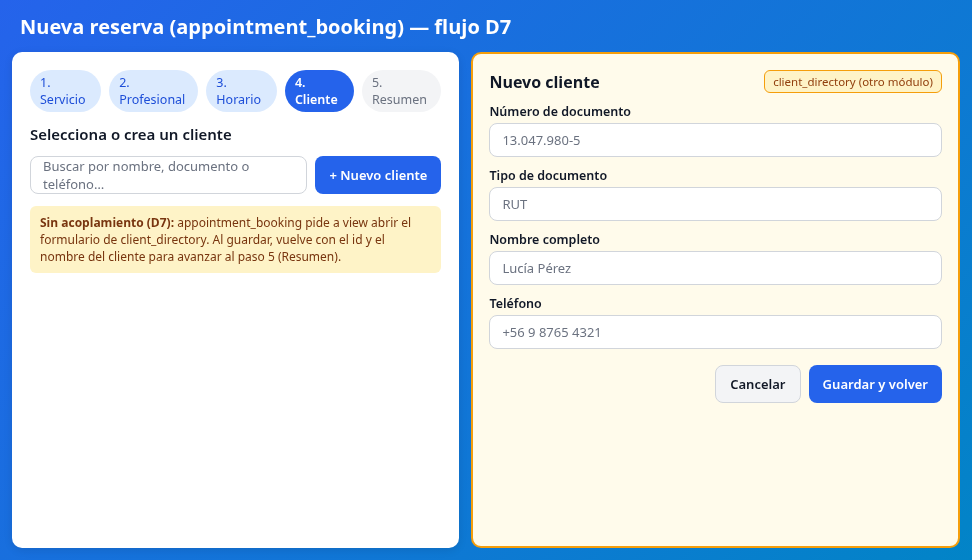 Nueva reserva (appointment_booking) — flujo D7
1.
Servicio
2.
Profesional
3.
Horario
4.
Cliente
5.
Resumen
Selecciona o crea un cliente
Buscar por nombre, documento o
teléfono...
+ Nuevo cliente
Sin acoplamiento (D7): appointment_booking pide a view abrir el
formulario de client_directory. Al guardar, vuelve con el id y el
nombre del cliente para avanzar al paso 5 (Resumen).
Nuevo cliente
client_directory (otro módulo)
Número de documento
13.047.980-5
Tipo de documento
RUT
Nombre completo
Lucía Pérez
Teléfono
+56 9 8765 4321
Cancelar
Guardar y volver